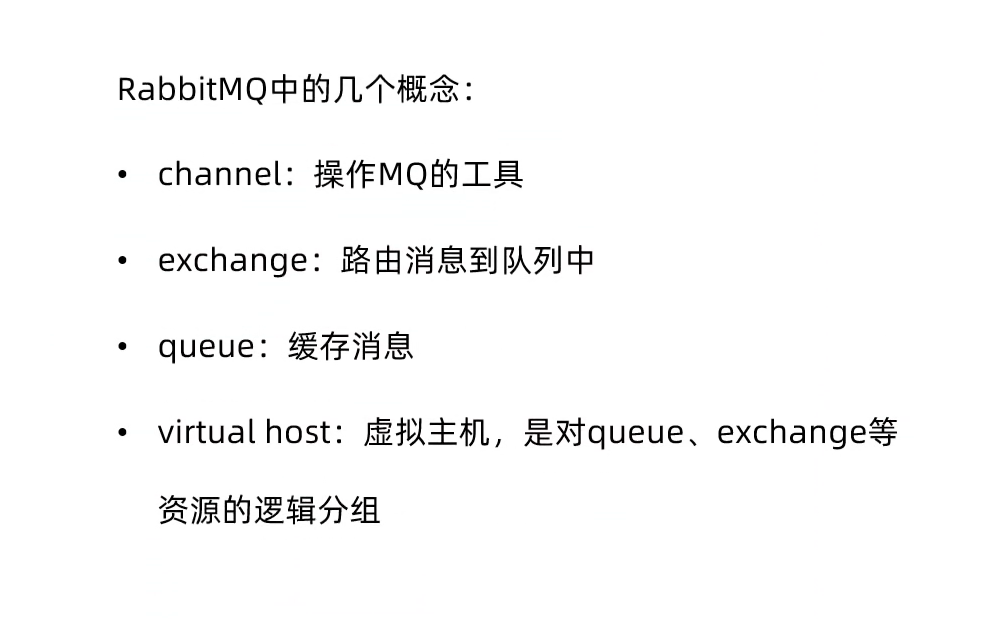 RabbitMQ中的几个概念：
• channel：操作MQ的工具
• exchange：路由消息到队列中
• queue：缓存消息
• virtual host：虚拟主机，是对queue、exchange等
资源的逻辑分组